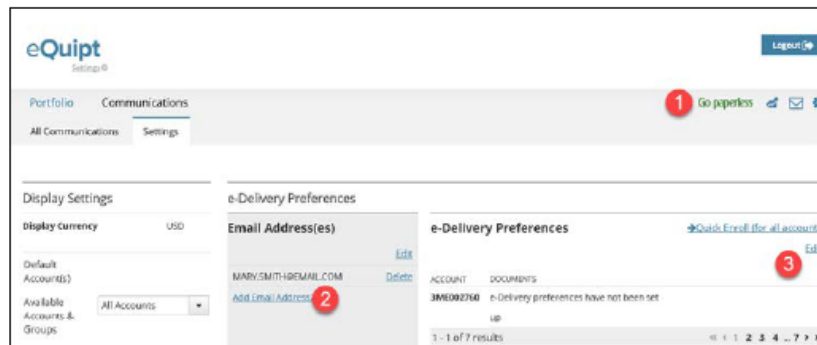 eQuipt
Settings
Logout
Portfolio Communications
1 Go paperless
All Communications Settings
Display Settings
e-Delivery Preferences
Display Currency USD
Email Address(es)
e-Delivery Preferences
Quick Enroll (for all account
Edit
Ed
3
Default
Account(s)
MARY.SMITH@EMAIL.COM Delete
ACCOUNT DOCUMENTS
Add Email Address 2
3ME002760 e-Delivery preferences have not been set
up
Available
Accounts &
Groups
All Accounts
1 - 1 of 7 results
« < 1 2 3 4 ... 7 >